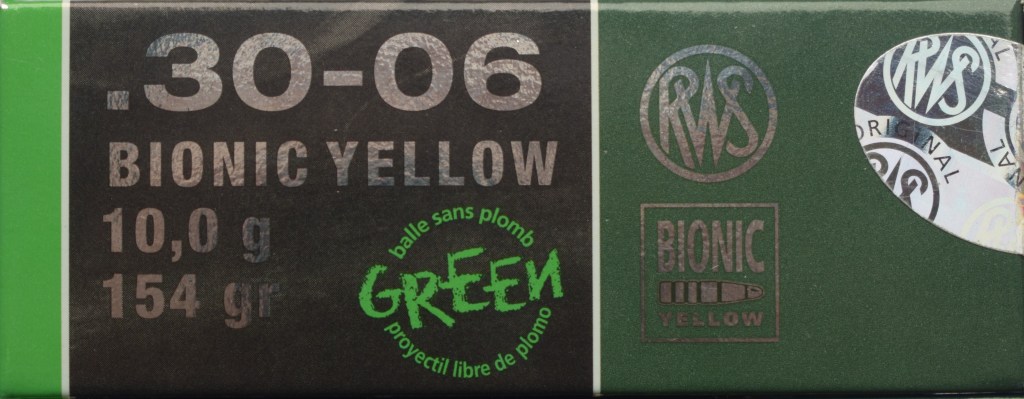 .30-06
BIONIC YELLOW
10,0 g
154 gr
balle sans plomb
GREEN
proyectil libre de plomo
RWS
BIONIC
YELLOW
RWS
ORIGINAL